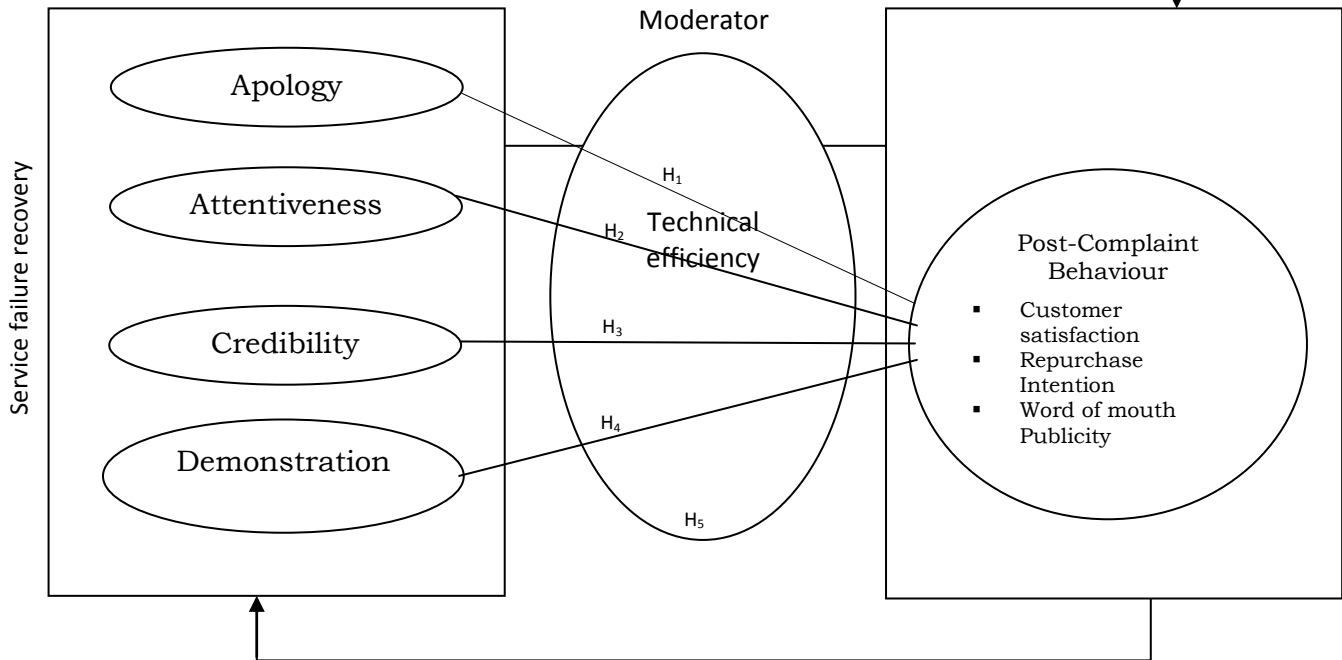 Moderator
Service failure recovery
Apology
Attentiveness
Credibility
Demonstration
H1
H2
Technical
efficiency
H3
H4
H5
Post-Complaint
Behaviour
▪ Customer
satisfaction
▪ Repurchase
Intention
▪ Word of mouth
Publicity